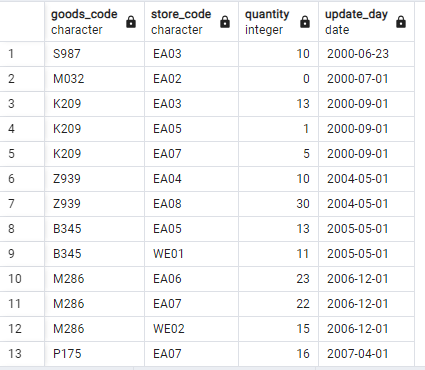 goods_code store_code quantity update_day
character character integer date
1 S987 EA03 10 2000-06-23
2 M032 EA02 0 2000-07-01
3 K209 EA03 13 2000-09-01
4 K209 EA05 1 2000-09-01
5 K209 EA07 5 2000-09-01
6 Z939 EA04 10 2004-05-01
7 Z939 EA08 30 2004-05-01
8 B345 EA05 13 2005-05-01
9 B345 WE01 11 2005-05-01
10 M286 EA06 23 2006-12-01
11 M286 EA07 22 2006-12-01
12 M286 WE02 15 2006-12-01
13 P175 EA07 16 2007-04-01